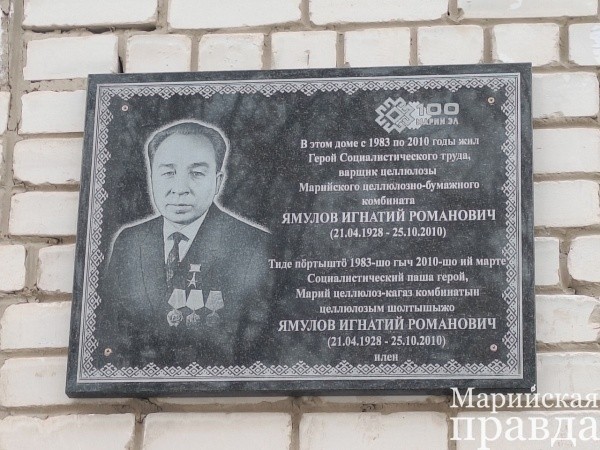 100
МАРИЙ ЭЛ
В этом доме с 1983 по 2010 годы жил
Герой Социалистического труда,
варщик целлюлозы
Марийского целлюлозно-бумажного
комбината
ЯМУЛОВ ИГНАТИЙ РОМАНОВИЧ
(21.04.1928 - 25.10.2010)
Тиде пӧртыштӧ 1983-шо гыч 2010-шо ий марте
Социалистический паша герой,
Марий целлюлоз-кагаз комбинатын
целлюлозым шолтышыжо
ЯМУЛОВ ИГНАТИЙ РОМАНОВИЧ
(21.04.1928 - 25.10.2010)
илен
Марийская
правда